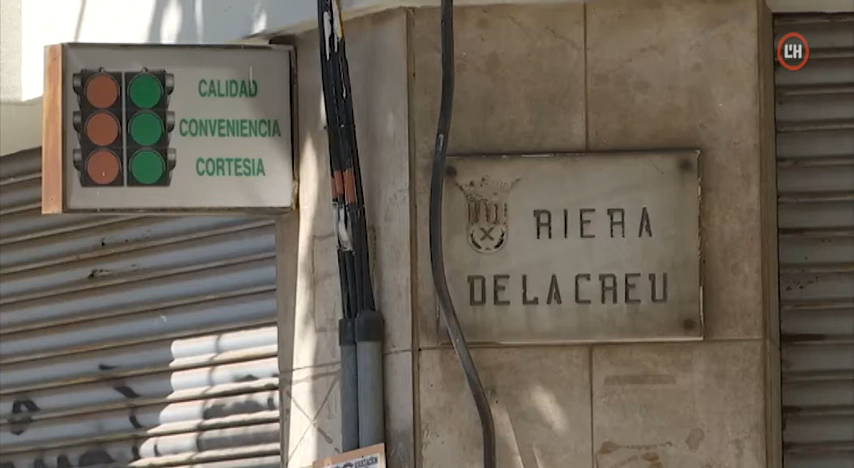 CALIDAD
CONVENIENCIA
CORTESIA
L'H
RIERA
DE LA CREU